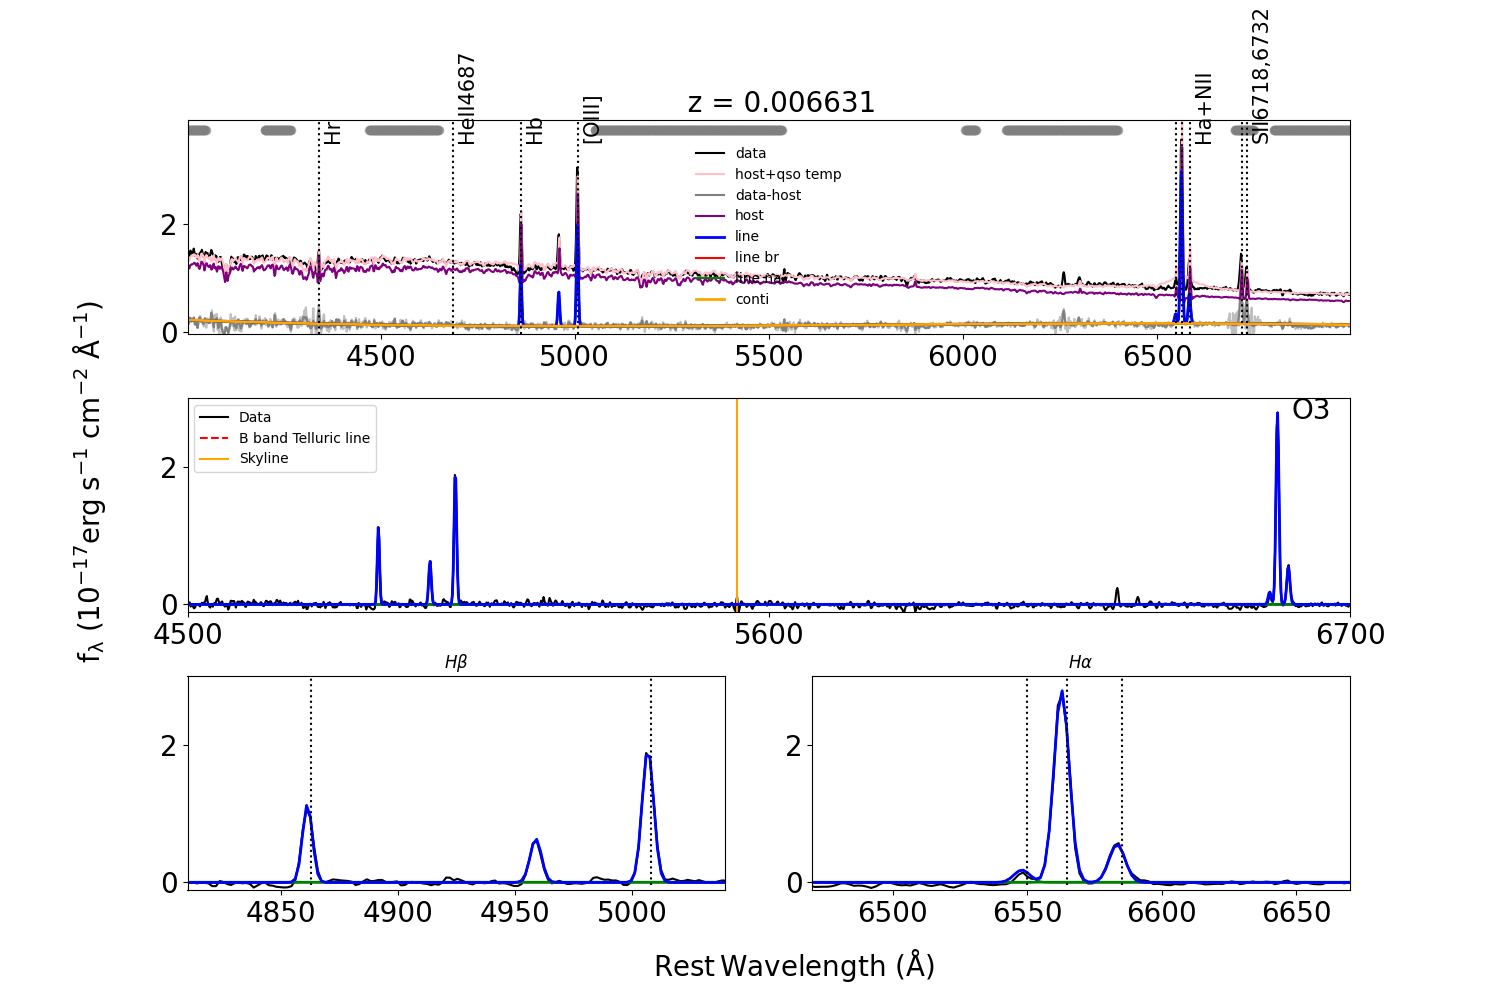 z = 0.006631
Hr
HeII4687
Hb
[OIII]
Ha+NII
SII6718,6732
data
host+qso temp
data-host
host
line
line br
line na
conti
2
0
4500
5000
5500
6000
6500
O3
Data
B band Telluric line
Skyline
2
0
4500
5600
6700
fλ (10⁻¹⁷erg s⁻¹ cm⁻² Å⁻¹)
Hβ
2
0
4850
4900
4950
5000
Hα
2
0
6500
6550
6600
6650
Rest Wavelength (Å)